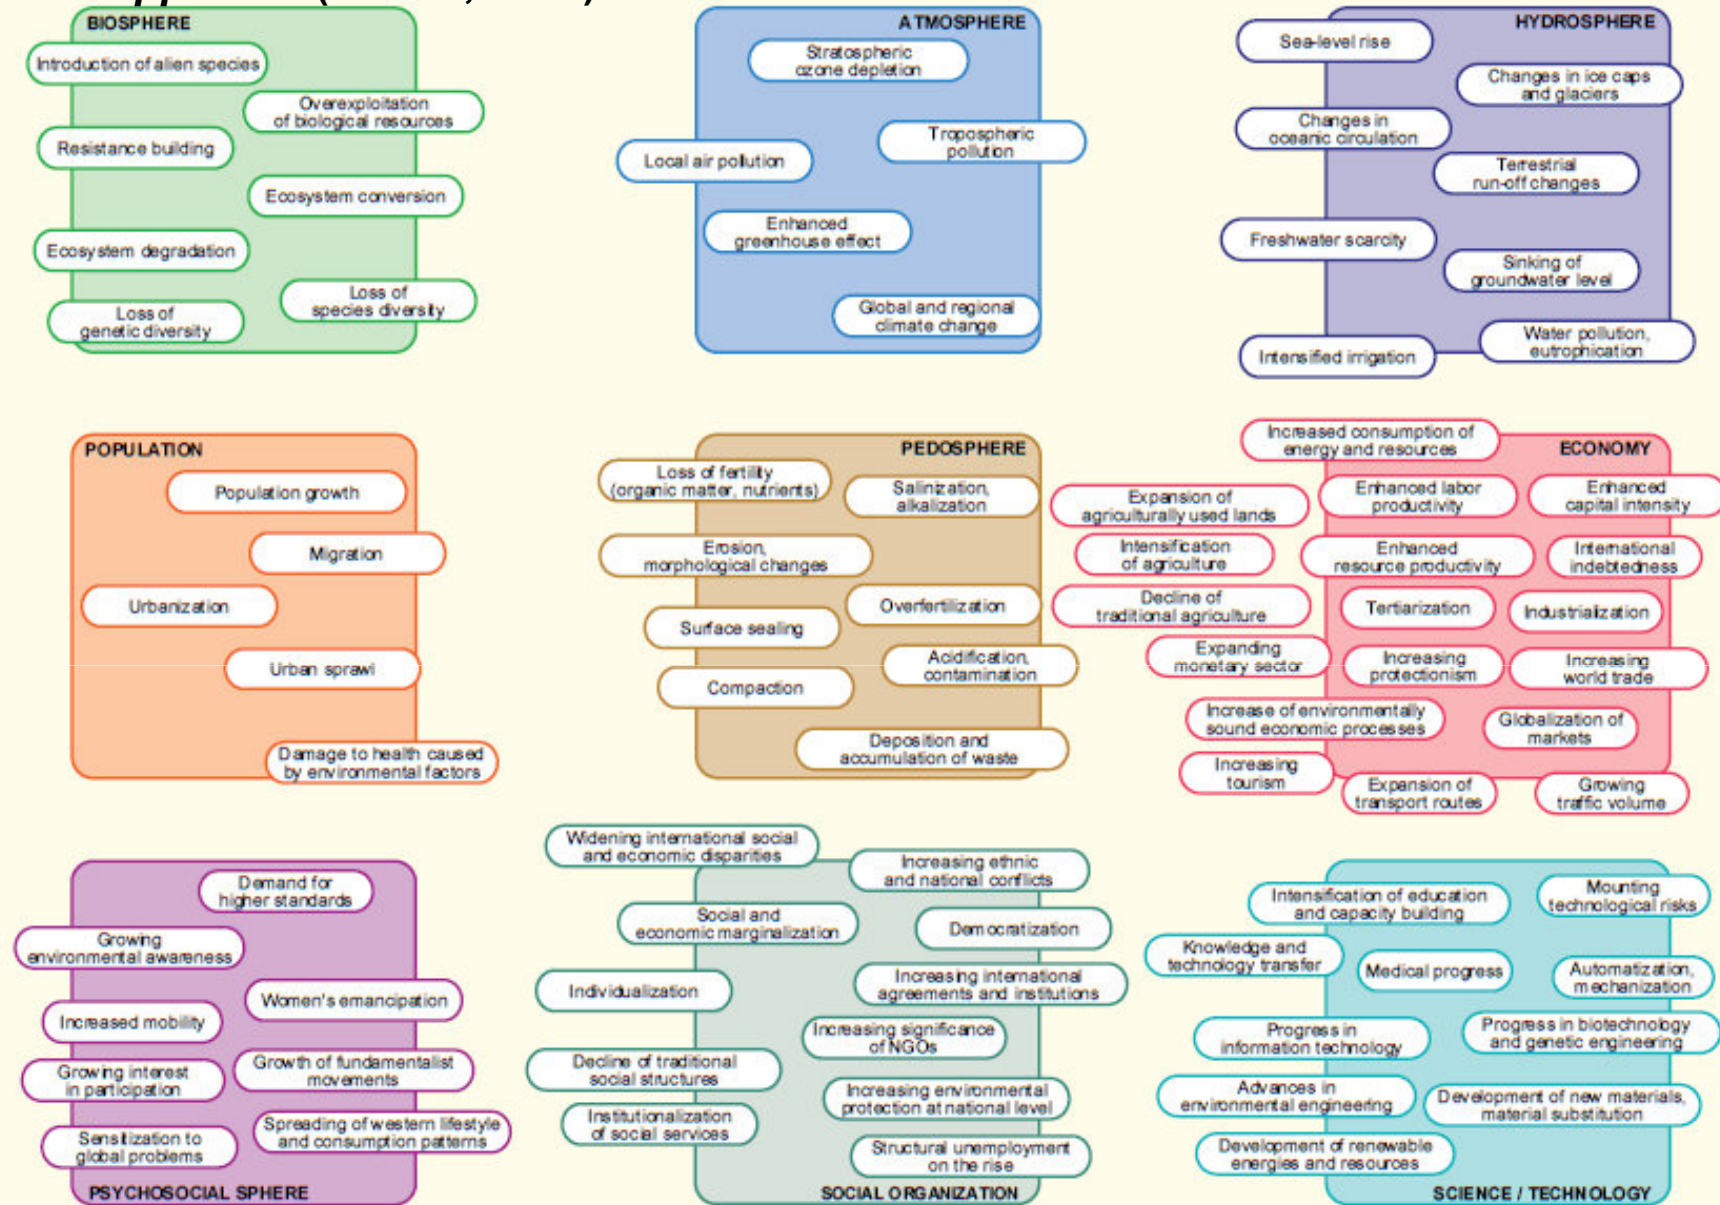 BIOSPHERE
Introduction of alien species
Overexploitation
of biological resources
Resistance building
Ecosystem conversion
Ecosystem degradation
Loss of
species diversity
Loss of
genetic diversity
ATMOSPHERE
Stratospheric
ozone depletion
Tropospheric
pollution
Local air pollution
Enhanced
greenhouse effect
Global and regional
climate change
HYDROSPHERE
Sea-level rise
Changes in ice caps
and glaciers
Changes in
oceanic circulation
Terrestrial
run-off changes
Freshwater scarcity
Sinking of
groundwater level
Water pollution,
eutrophication
Intensified irrigation
POPULATION
Population growth
Migration
Urbanization
Urban sprawl
Damage to health caused
by environmental factors
PEDOSPHERE
Loss of fertility
(organic matter, nutrients)
Salinization,
alkalization
Erosion,
morphological changes
Overfertilization
Surface sealing
Acidification,
contamination
Compaction
Deposition and
accumulation of waste
ECONOMY
Increased consumption of
energy and resources
Expansion of
agriculturally used lands
Enhanced labor
productivity
Enhanced
capital intensity
Intensification
of agriculture
Enhanced
resource productivity
International
indebtedness
Decline of
traditional agriculture
Tertiarization
Industrialization
Expanding
monetary sector
Increasing
protectionism
Increasing
world trade
Increase of environmentally
sound economic processes
Globalization of
markets
Increasing
tourism
Expansion of
transport routes
Growing
traffic volume
Demand for
higher standards
Growing
environmental awareness
Women's emancipation
Increased mobility
Growth of fundamentalist
movements
Growing interest
in participation
Spreading of western lifestyle
and consumption patterns
Sensitization to
global problems
PSYCHOSOCIAL SPHERE
Widening international social
and economic disparities
Increasing ethnic
and national conflicts
Social and
economic marginalization
Democratization
Increasing international
agreements and institutions
Individualization
Increasing significance
of NGOs
Decline of traditional
social structures
Increasing environmental
protection at national level
Institutionalization
of social services
Structural unemployment
on the rise
SOCIAL ORGANIZATION
Intensification of education
and capacity building
Mounting
technological risks
Knowledge and
technology transfer
Medical progress
Automatization,
mechanization
Progress in
information technology
Progress in biotechnology
and genetic engineering
Advances in
environmental engineering
Development of new materials,
material substitution
Development of renewable
energies and resources
SCIENCE / TECHNOLOGY